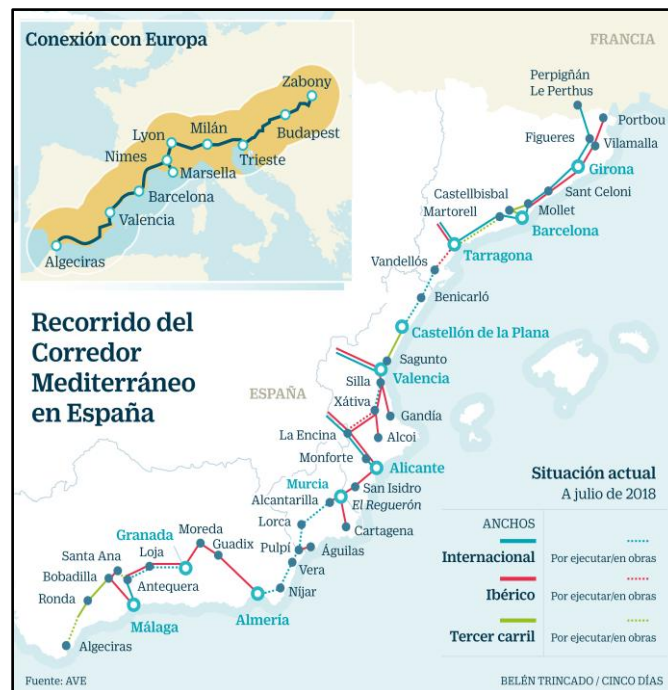 Conexión con Europa
Zabony
Lyon
Milán
Budapest
Nimes
Trieste
Marsella
Barcelona
Valencia
Algeciras
FRANCIA
Perpigñán
Le Perthus
Portbou
Figueres
Vilamalla
Girona
Castellbisbal
Sant Celoni
Martorell
Mollet
Barcelona
Tarragona
Vandellós
Benicarló
Recorrido del
Corredor
Mediterráneo
en España
Castellón de la Plana
Sagunto
ESPAÑA
Valencia
Silla
Xátiva
Gandía
La Encina
Alcoi
Monforte
Alicante
Murcia
San Isidro
Alcantarilla
El Reguerón
Lorca
Cartagena
Granada
Moreda
Guadix
Pulpí
Águilas
Santa Ana
Loja
Vera
Bobadilla
Antequera
Níjar
Ronda
Málaga
Almería
Algeciras
Situación actual
A julio de 2018
ANCHOS
Internacional
Por ejecutar/en obras
Ibérico
Por ejecutar/en obras
Tercer carril
Por ejecutar/en obras
Fuente: AVE
BELÉN TRINCADO / CINCO DÍAS